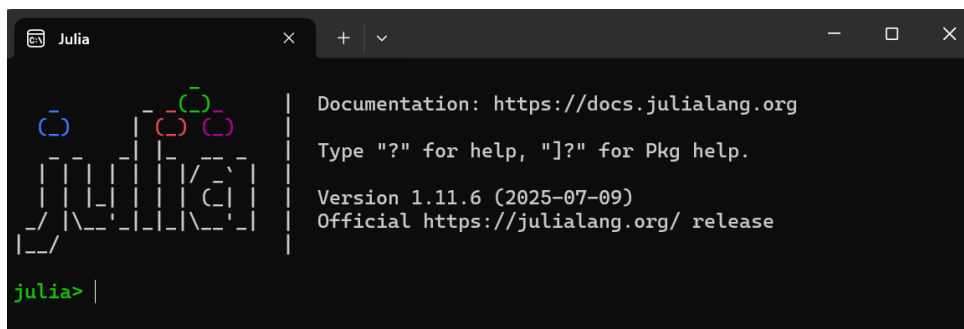 Julia
Documentation: https://docs.julialang.org
Type "?" for help, "]?" for Pkg help.
Version 1.11.6 (2025-07-09)
Official https://julialang.org/ release
julia
julia>